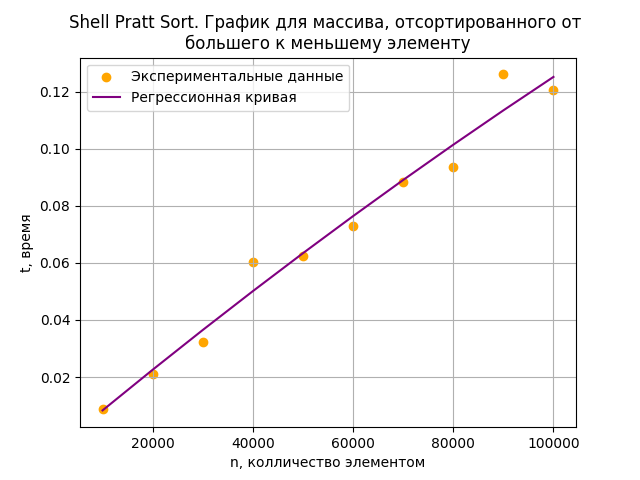 Shell Pratt Sort. График для массива, отсортированного от
большего к меньшему элементу
Экспериментальные данные
Регрессионная кривая
0.12
0.10
0.08
0.06
0.04
0.02
t, время
20000
40000
60000
80000
100000
n, колличество элементом